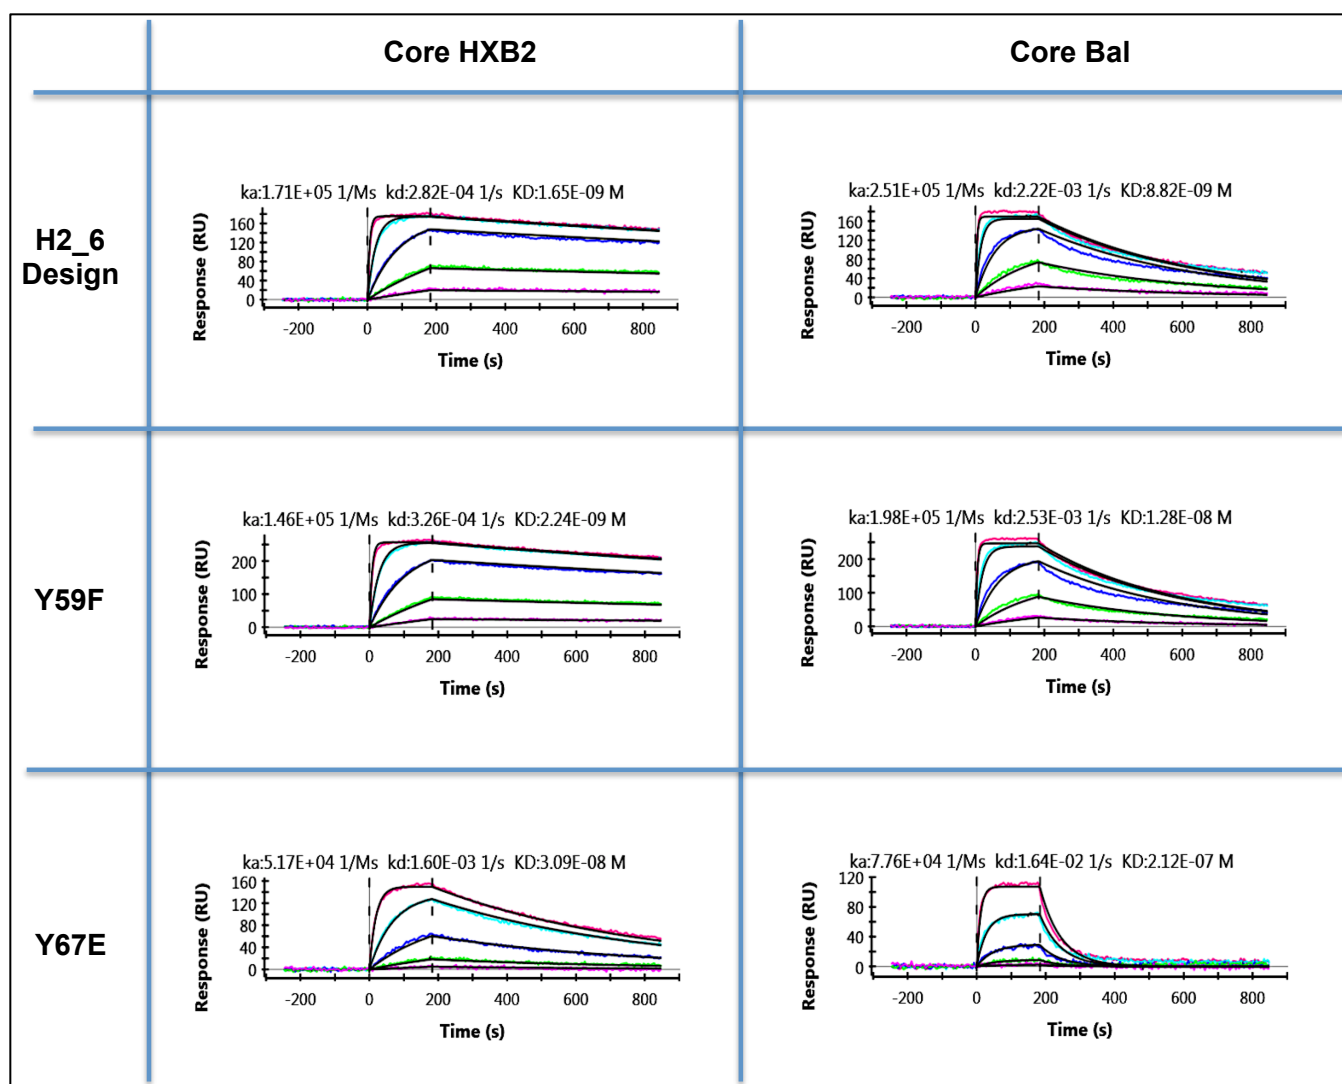 Core HXB2
Core Bal
H2_6
Design
ka:1.71E+05 1/Ms kd:2.82E-04 1/s KD:1.65E-09 M
Response (RU)
160
120
80
40
0
-200 0 200 400 600 800
Time (s)
ka:2.51E+05 1/Ms kd:2.22E-03 1/s KD:8.82E-09 M
Response (RU)
160
120
80
40
0
-200 0 200 400 600 800
Time (s)
Y59F
ka:1.46E+05 1/Ms kd:3.26E-04 1/s KD:2.24E-09 M
Response (RU)
200
100
0
-200 0 200 400 600 800
Time (s)
ka:1.98E+05 1/Ms kd:2.53E-03 1/s KD:1.28E-08 M
Response (RU)
200
100
0
-200 0 200 400 600 800
Time (s)
Y67E
ka:5.17E+04 1/Ms kd:1.60E-03 1/s KD:3.09E-08 M
Response (RU)
160
120
80
40
0
-200 0 200 400 600 800
Time (s)
ka:7.76E+04 1/Ms kd:1.64E-02 1/s KD:2.12E-07 M
Response (RU)
120
80
40
0
-200 0 200 400 600 800
Time (s)